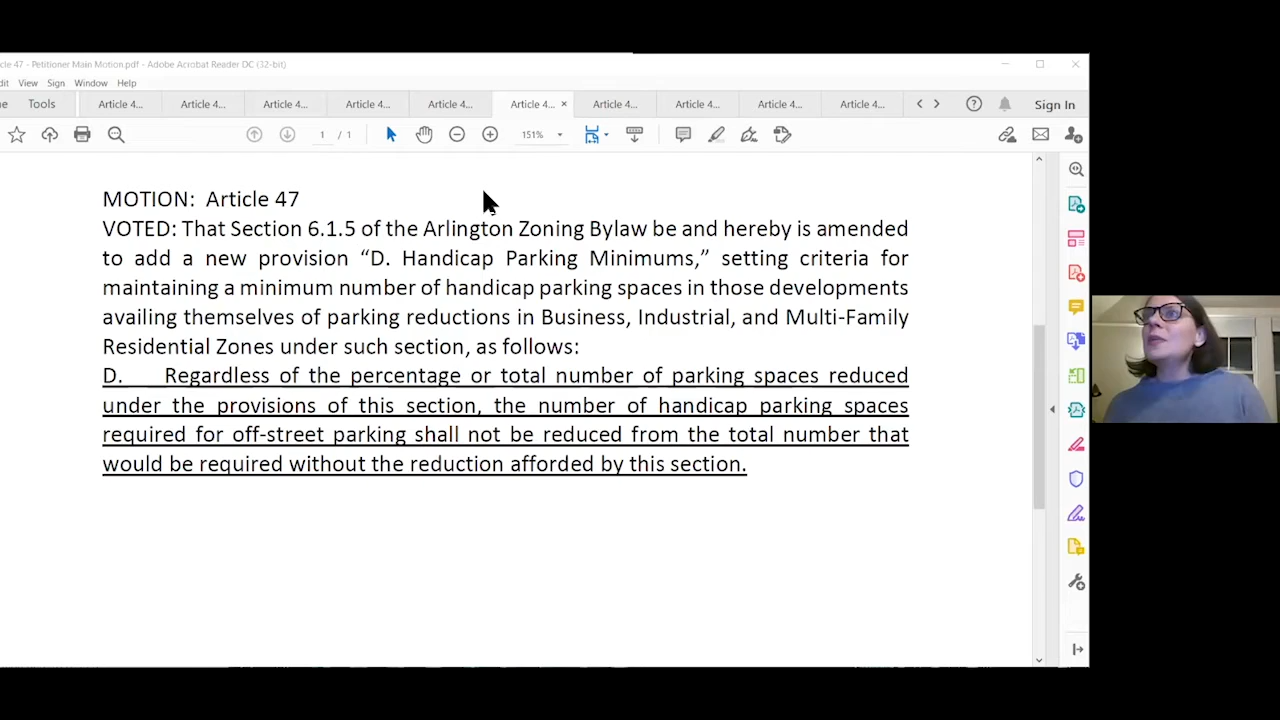 cle 47 - Petitioner Main Motion.pdf - Adobe Acrobat Reader DC (32-bit)
dit View Sign Window Help
ne Tools Article 4... Article 4... Article 4... Article 4... Article 4... Article 4... × Article 4... Article 4... Article 4... Article 4... Sign In
1 / 1 151%
MOTION: Article 47
VOTED: That Section 6.1.5 of the Arlington Zoning Bylaw be and hereby is amended
to add a new provision “D. Handicap Parking Minimums,” setting criteria for
maintaining a minimum number of handicap parking spaces in those developments
availing themselves of parking reductions in Business, Industrial, and Multi-Family
Residential Zones under such section, as follows:
D. Regardless of the percentage or total number of parking spaces reduced
under the provisions of this section, the number of handicap parking spaces
required for off-street parking shall not be reduced from the total number that
would be required without the reduction afforded by this section.